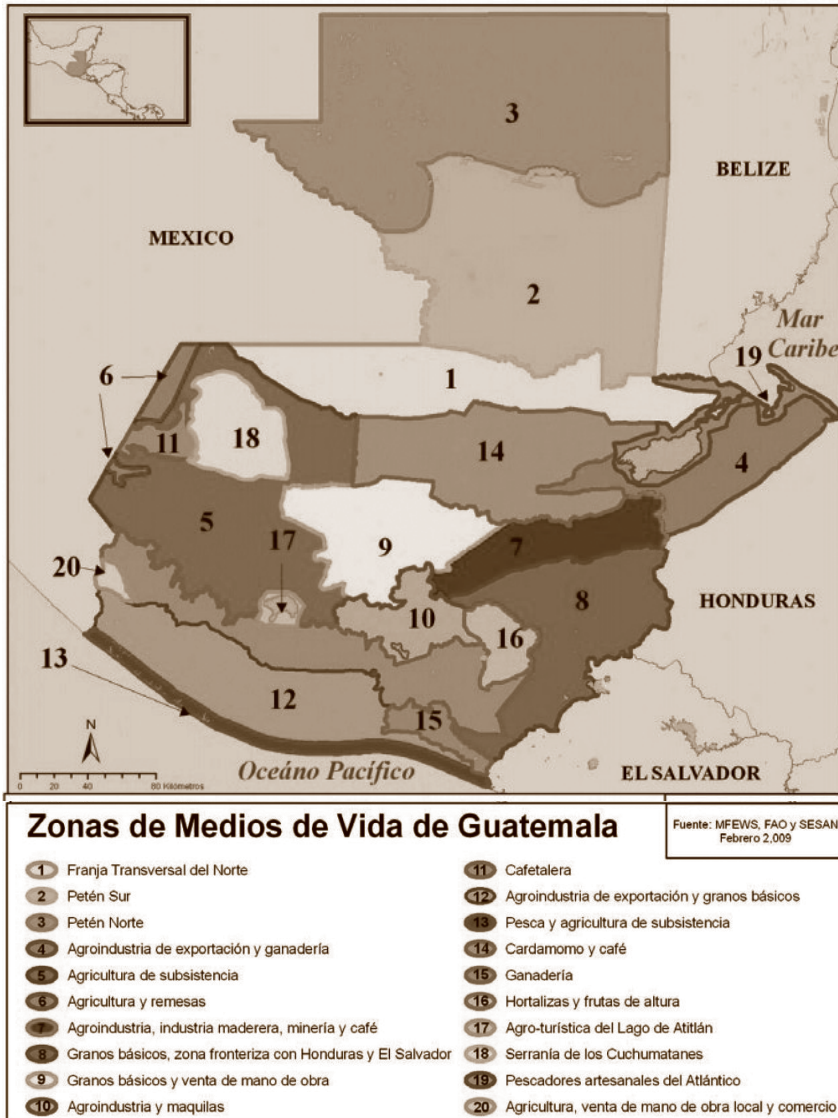 3
BELIZE
MEXICO
2
Mar
Caribe
19
6
1
11
18
14
4
5
17
9
7
20
10
8
HONDURAS
16
13
12
15
N
Oceáno Pacífico
EL SALVADOR
0 20 40 80 Kilómetros
Zonas de Medios de Vida de Guatemala
Fuente: MFEWS, FAO y SESAN
Febrero 2,009
1 Franja Transversal del Norte
2 Petén Sur
3 Petén Norte
4 Agroindustria de exportación y ganadería
5 Agricultura de subsistencia
6 Agricultura y remesas
7 Agroindustria, industria maderera, minería y café
8 Granos básicos, zona fronteriza con Honduras y El Salvador
9 Granos básicos y venta de mano de obra
10 Agroindustria y maquilas
11 Cafetalera
12 Agroindustria de exportación y granos básicos
13 Pesca y agricultura de subsistencia
14 Cardamomo y café
15 Ganadería
16 Hortalizas y frutas de altura
17 Agro-turística del Lago de Atitlán
18 Serranía de los Cuchumatanes
19 Pescadores artesanales del Atlántico
20 Agricultura, venta de mano de obra local y comercio